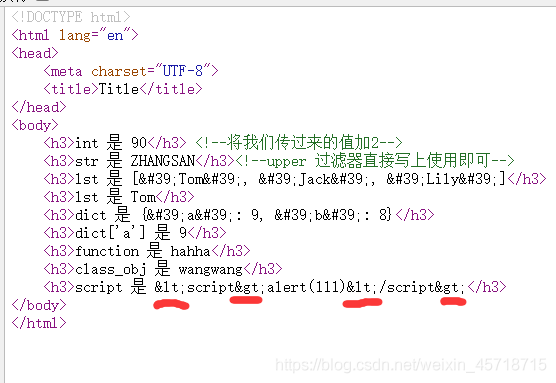 <!DOCTYPE html>
<html lang="en">
<head>
    <meta charset="UTF-8">
    <title>Title</title>
</head>
<body>
    <h3>int 是 90</h3> <!--将我们传过来的值加2-->
    <h3>str 是 ZHANGSAN</h3><!--upper 过滤器直接写上使用即可-->
    <h3>lst 是 [&#39;Tom&#39;, &#39;Jack&#39;, &#39;Lily&#39;]</h3>
    <h3>lst 是 Tom</h3>
    <h3>dict 是 {&#39;a&#39;: 9, &#39;b&#39;: 8}</h3>
    <h3>dict['a'] 是 9</h3>
    <h3>function 是 hahha</h3>
    <h3>class_obj 是 wangwang</h3>
    <h3>script 是 &lt;script&gt;alert(111)&lt;/script&gt;</h3>
</body>
</html>
https://blog.csdn.net/weixin_45718715